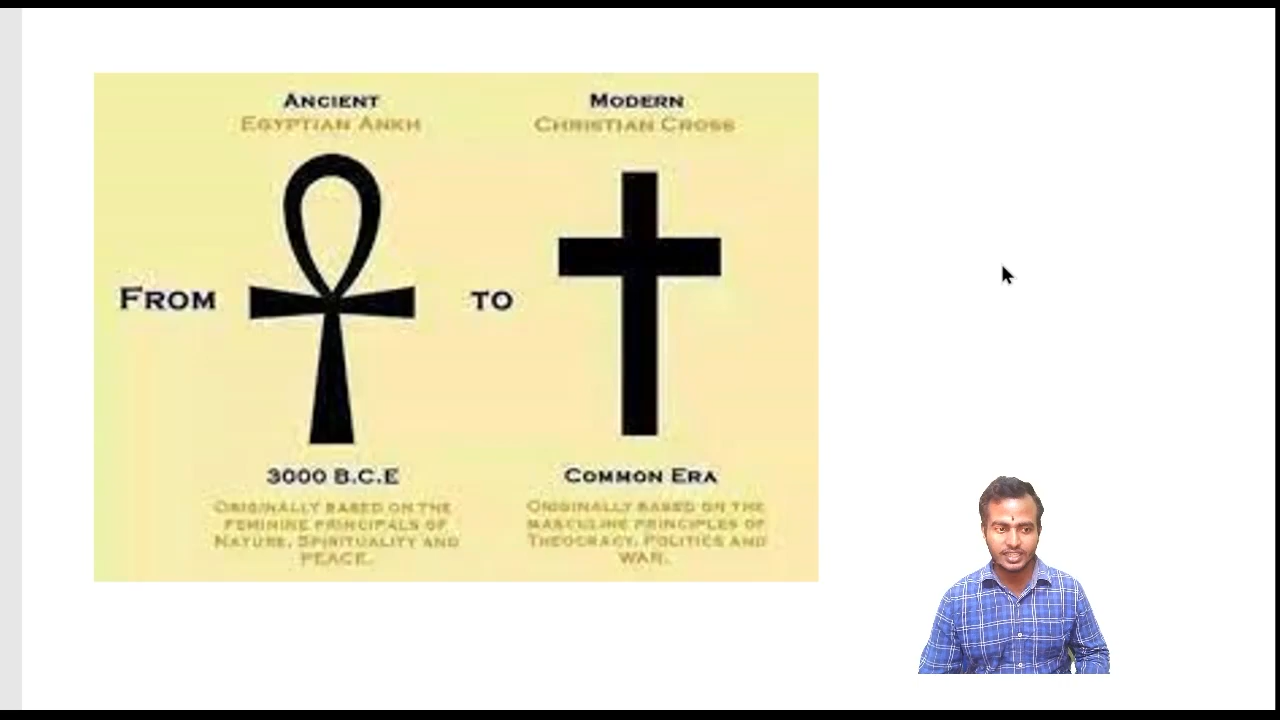 ANCIENT
EGYPTIAN ANKH
MODERN
CHRISTIAN CROSS
FROM
TO
3000 B.C.E
ORIGINALLY BASED ON THE
FEMININE PRINCIPALS OF
NATURE, SPIRITUALITY AND
PEACE.
COMMON ERA
ORIGINALLY BASED ON THE
MASCULINE PRINCIPLES OF
THEOCRACY, POLITICS AND
WAR.